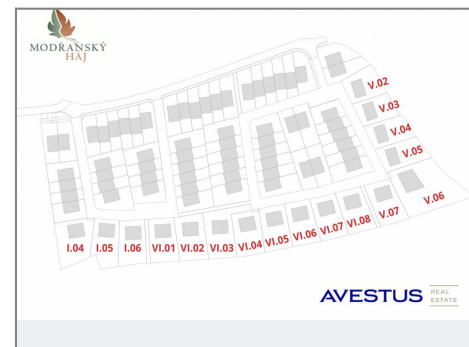 MODŘANSKÝ
HÁJ
V.02
V.03
V.04
V.05
V.06
I.04
I.05
I.06
VI.01
VI.02
VI.03
VI.04
VI.05
VI.06
VI.07
VI.08
V.07
AVESTUS
REAL
ESTATE